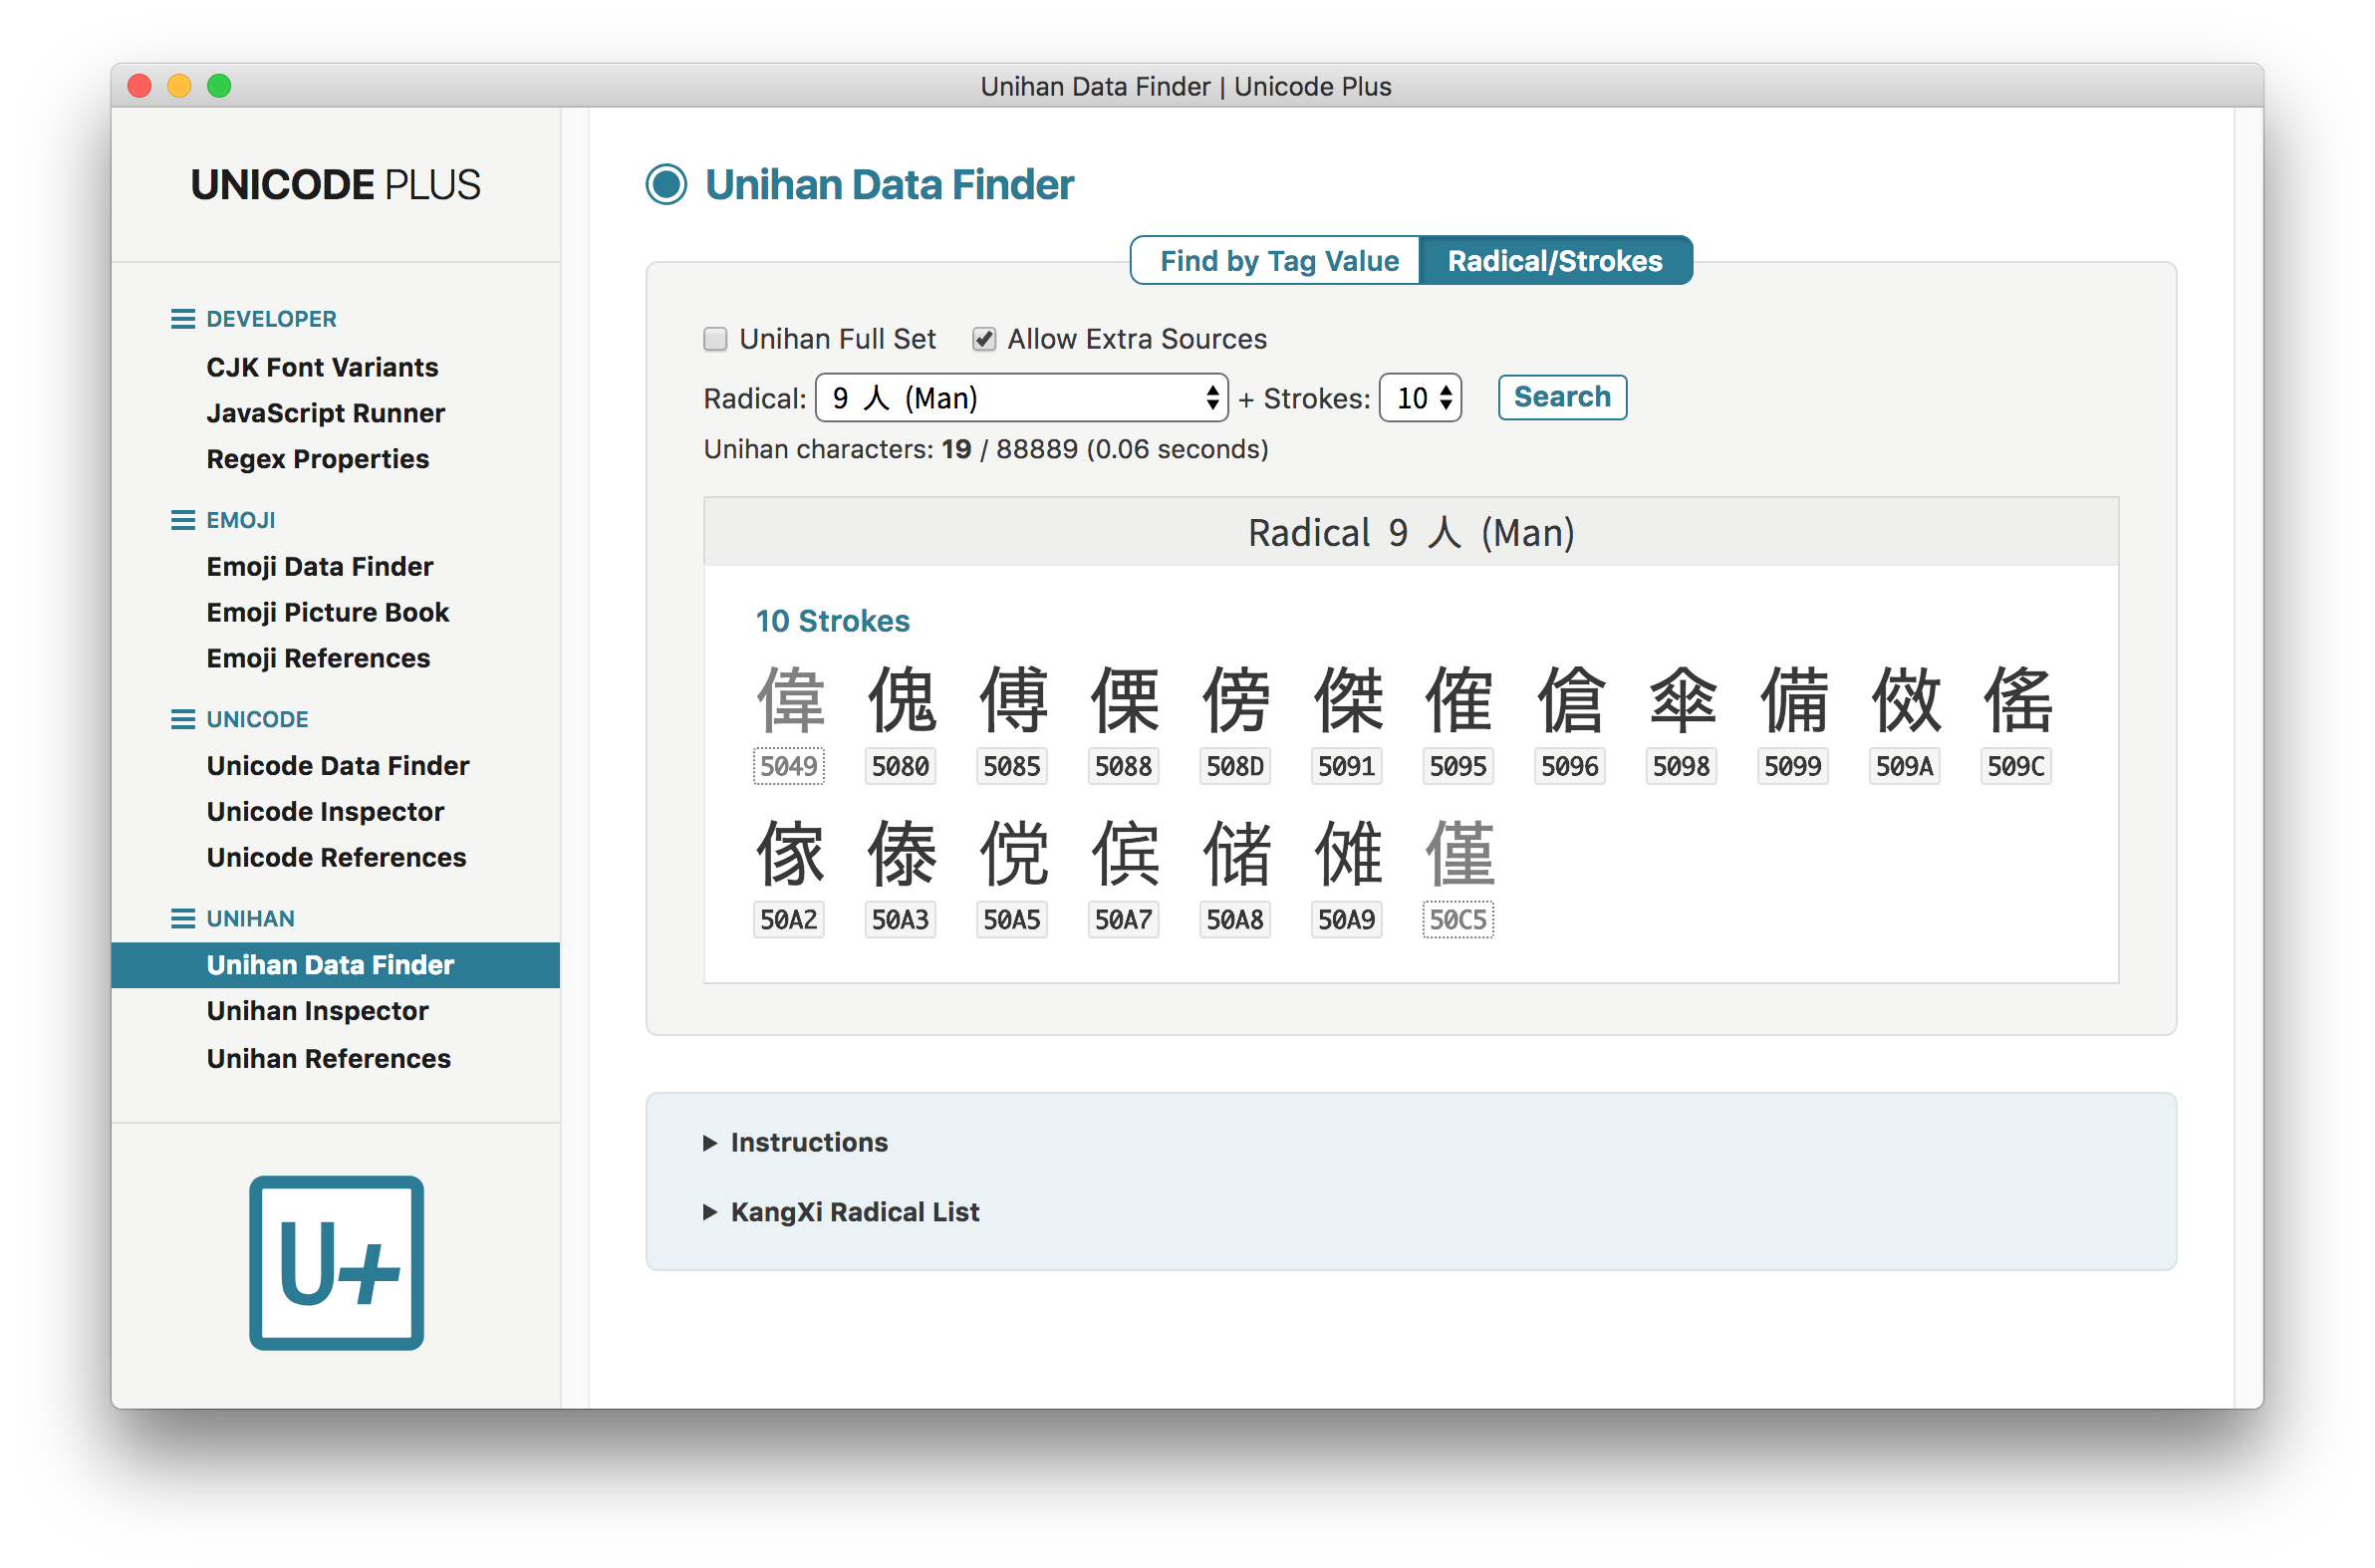 Unihan Data Finder | Unicode Plus
UNICODE PLUS
DEVELOPER
CJK Font Variants
JavaScript Runner
Regex Properties
EMOJI
Emoji Data Finder
Emoji Picture Book
Emoji References
UNICODE
Unicode Data Finder
Unicode Inspector
Unicode References
UNIHAN
Unihan Data Finder
Unihan Inspector
Unihan References
U+
Unihan Data Finder
Find by Tag Value Radical/Strokes
Unihan Full Set Allow Extra Sources
Radical: 9 人 (Man) + Strokes: 10 Search
Unihan characters: 19 / 88889 (0.06 seconds)
Radical 9 人 (Man)
10 Strokes
偉 傀 傅 傈 傍 傑 傕 傖 傘 備 傚 傜
5049 5080 5085 5088 508D 5091 5095 5096 5098 5099 509A 509C
傢 傣 傥 傧 储 傩 僅
50A2 50A3 50A5 50A7 50A8 50A9 50C5
Instructions
KangXi Radical List